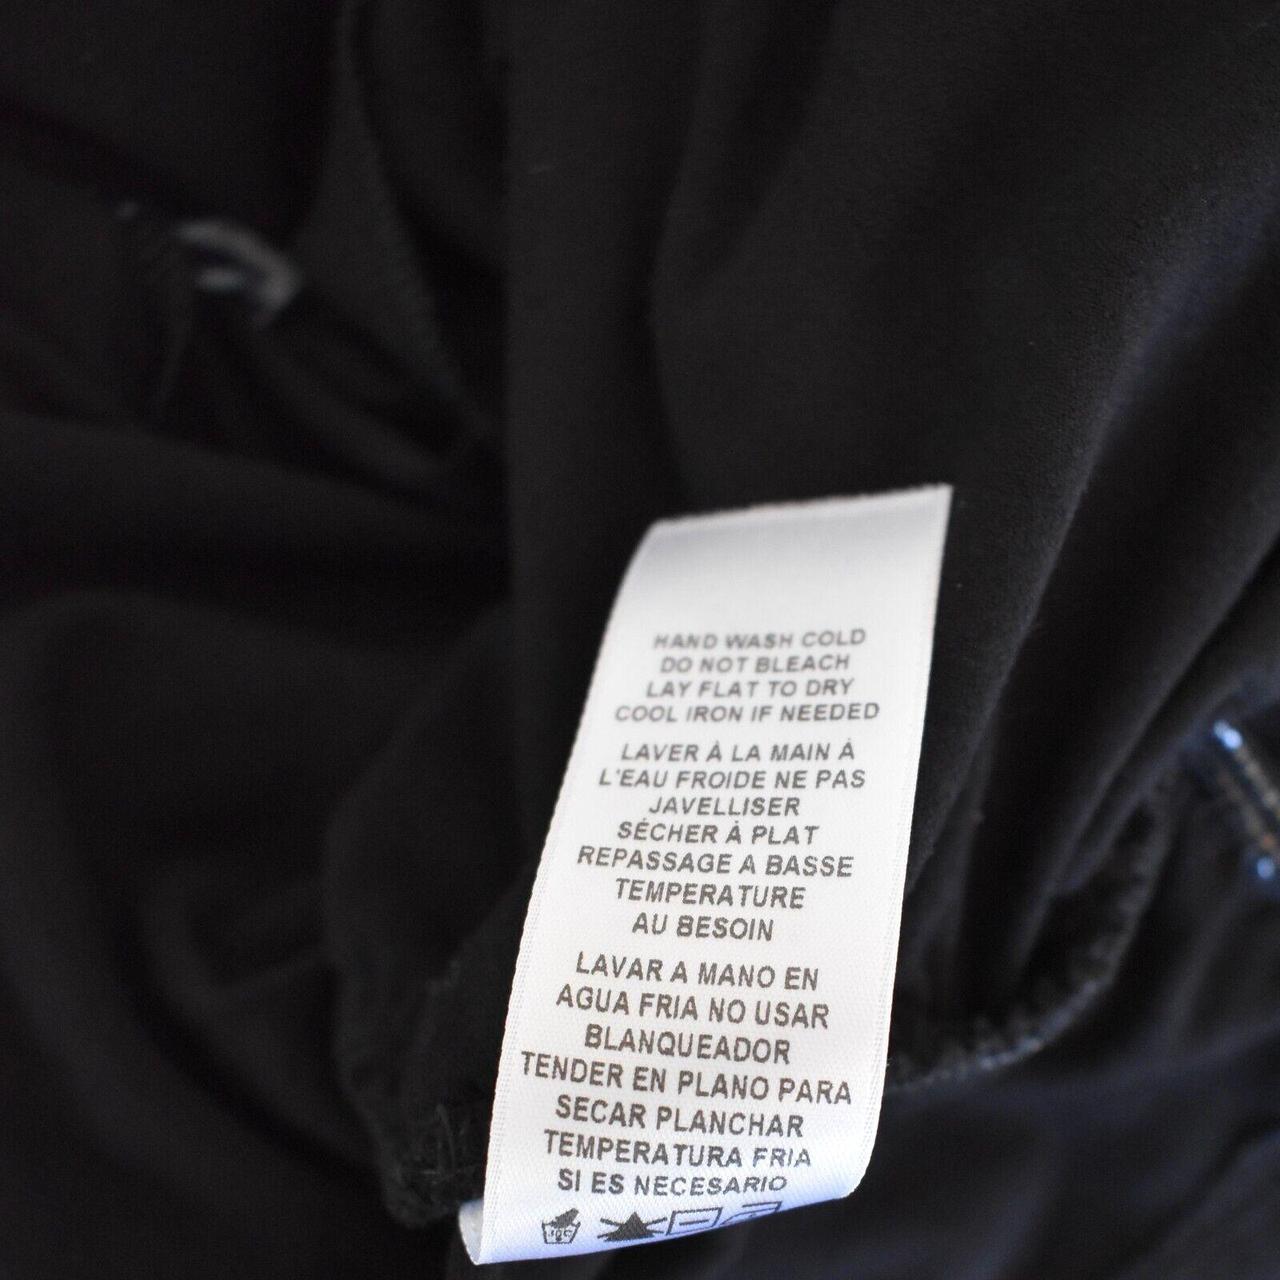 HAND WASH COLD
DO NOT BLEACH
LAY FLAT TO DRY
COOL IRON IF NEEDED
LAVER À LA MAIN À
L'EAU FROIDE NE PAS
JAVELLISER
SÉCHER À PLAT
REPASSAGE A BASSE
TEMPERATURE
AU BESOIN
LAVAR A MANO EN
AGUA FRIA NO USAR
BLANQUEADOR
TENDER EN PLANO PARA
SECAR PLANCHAR
TEMPERATURA FRIA
SI ES NECESARIO